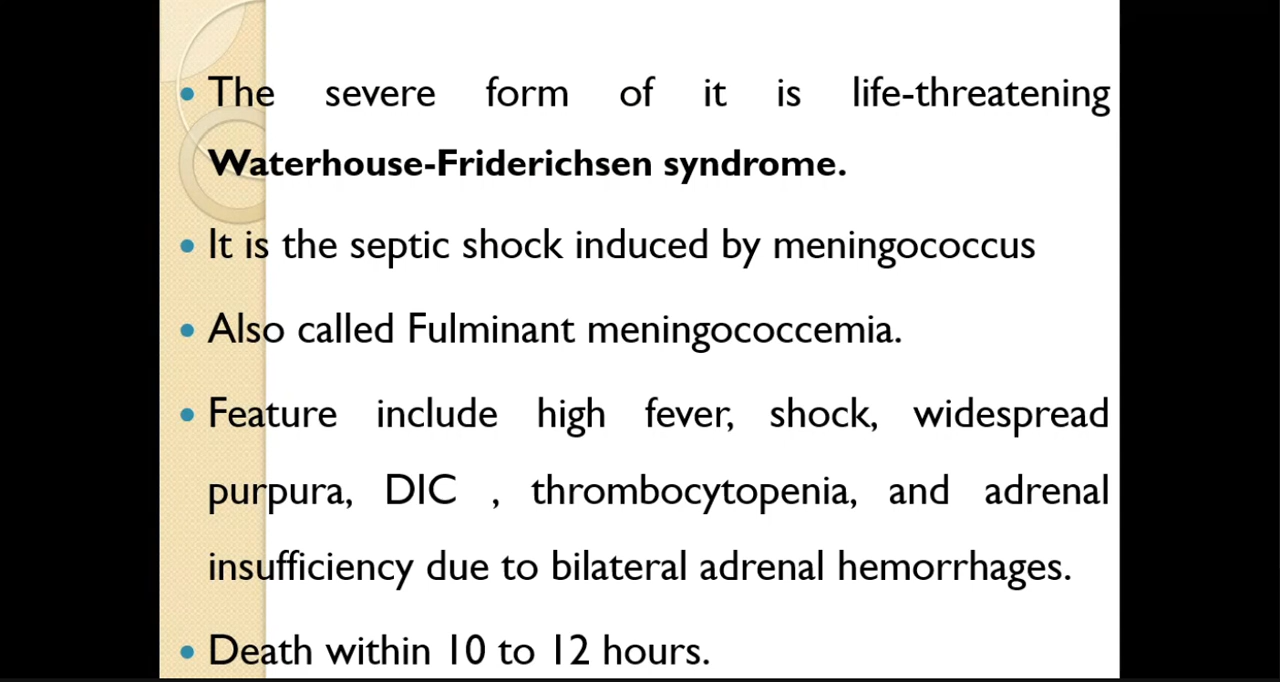 The severe form of it is life-threatening
Waterhouse-Friderichsen syndrome.
It is the septic shock induced by meningococcus
Also called Fulminant meningococcemia.
Feature include high fever, shock, widespread
purpura, DIC , thrombocytopenia, and adrenal
insufficiency due to bilateral adrenal hemorrhages.
Death within 10 to 12 hours.